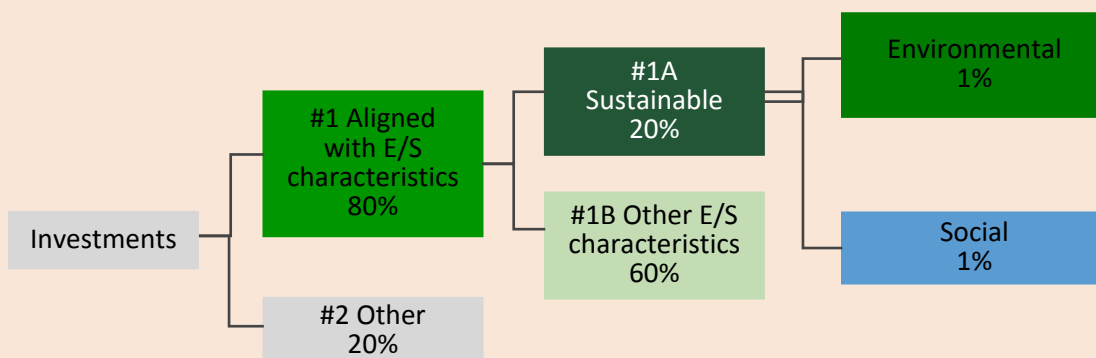 Investments
#1 Aligned
with E/S
characteristics
80%
#2 Other
20%
#1A
Sustainable
20%
#1B Other E/S
characteristics
60%
Environmental
1%
Social
1%